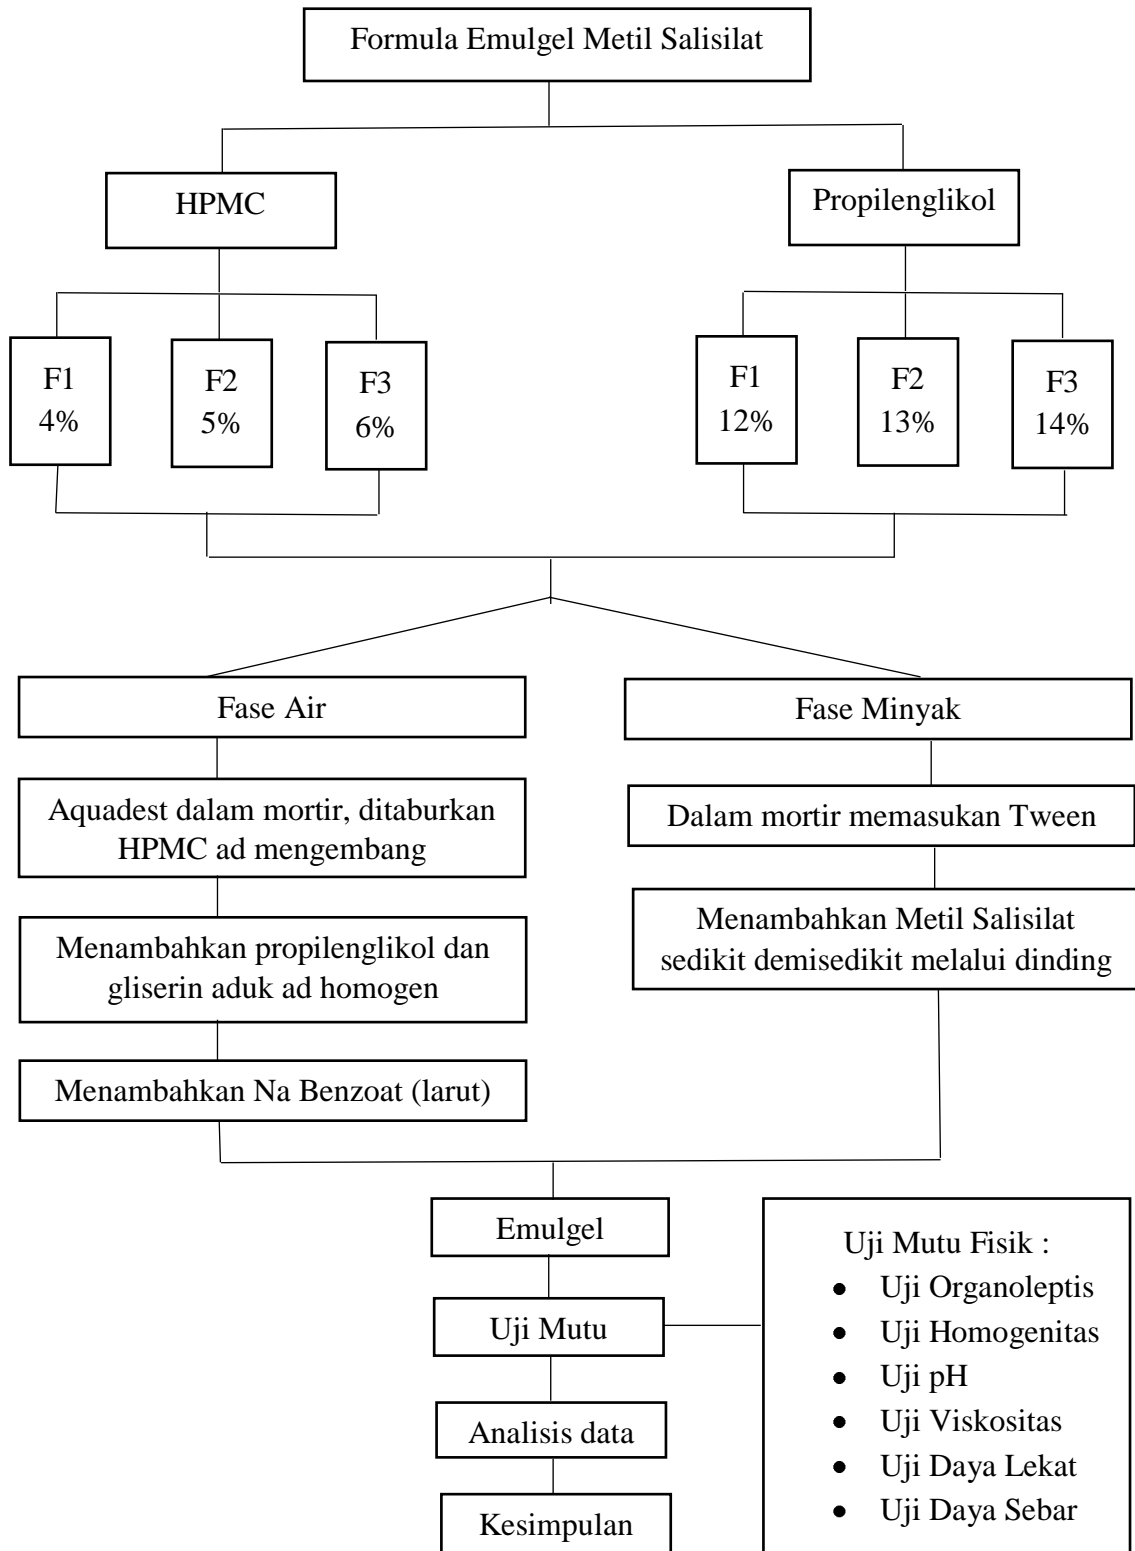 Formula Emulgel Metil Salisilat
HPMC
Propilenglikol
F1
4%
F2
5%
F3
6%
F1
12%
F2
13%
F3
14%
Fase Air
Fase Minyak
Aquadest dalam mortir, ditaburkan
HPMC ad mengembang
Dalam mortir memasukan Tween
Menambahkan propilenglikol dan
gliserin aduk ad homogen
Menambahkan Metil Salisilat
sedikit demisedikit melalui dinding
Menambahkan Na Benzoat (larut)
Emulgel
Uji Mutu
Analisis data
Kesimpulan
Uji Mutu Fisik :
• Uji Organoleptis
• Uji Homogenitas
• Uji pH
• Uji Viskositas
• Uji Daya Lekat
• Uji Daya Sebar